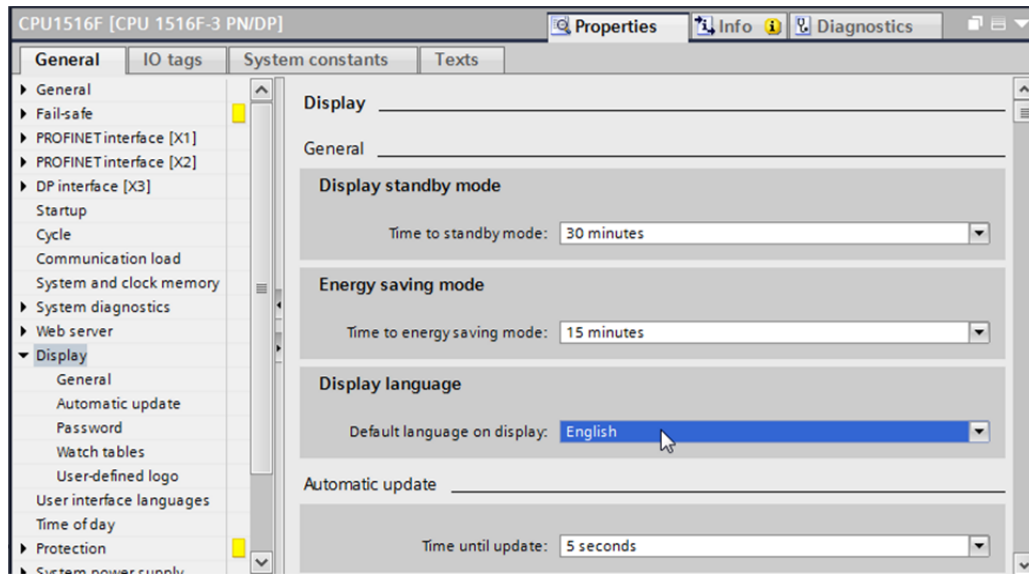 CPU1516F [CPU 1516F-3 PN/DP]
Properties
Info
Diagnostics
General
IO tags
System constants
Texts
General
Fail-safe
PROFINET interface [X1]
PROFINET interface [X2]
DP interface [X3]
Startup
Cycle
Communication load
System and clock memory
System diagnostics
Web server
Display
General
Automatic update
Password
Watch tables
User-defined logo
User interface languages
Time of day
Protection
System power supply
Display
General
Display standby mode
Time to standby mode: 30 minutes
Energy saving mode
Time to energy saving mode: 15 minutes
Display language
Default language on display: English
Automatic update
Time until update: 5 seconds